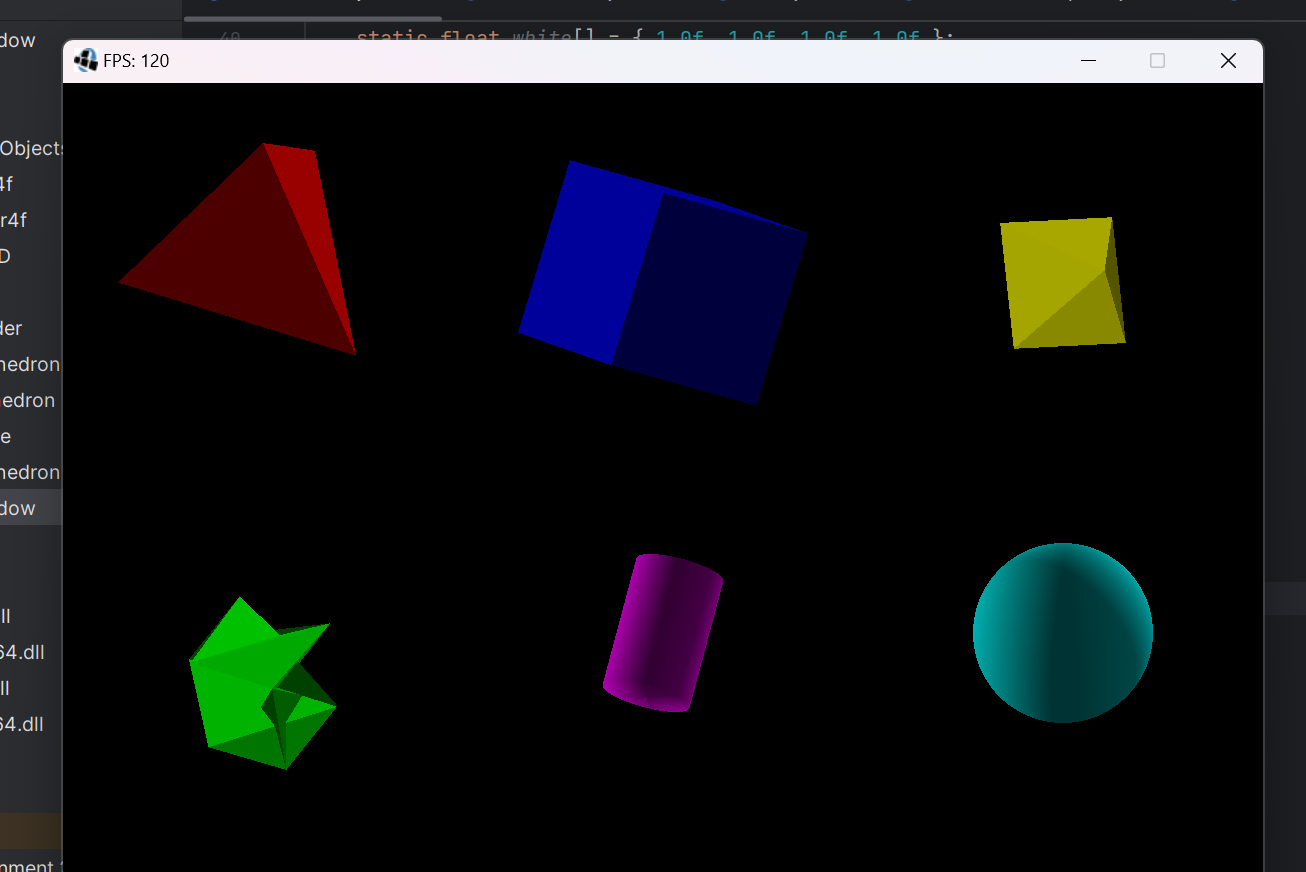 dow
40 static float white[] = { 1.0f, 1.0f, 1.0f, 1.0f };
FPS: 120
Objects
4f
r4f
D
der
hedron
edron
e
hedron
dow
ll
64.dll
ll
64.dll
nment